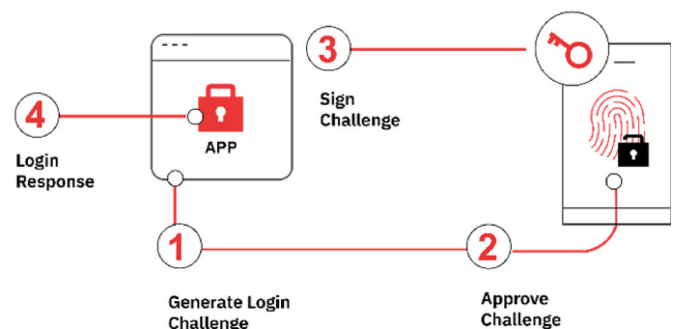 4
Login
Response
APP
3
Sign
Challenge
1
Generate Login
Challenge
2
Approve
Challenge